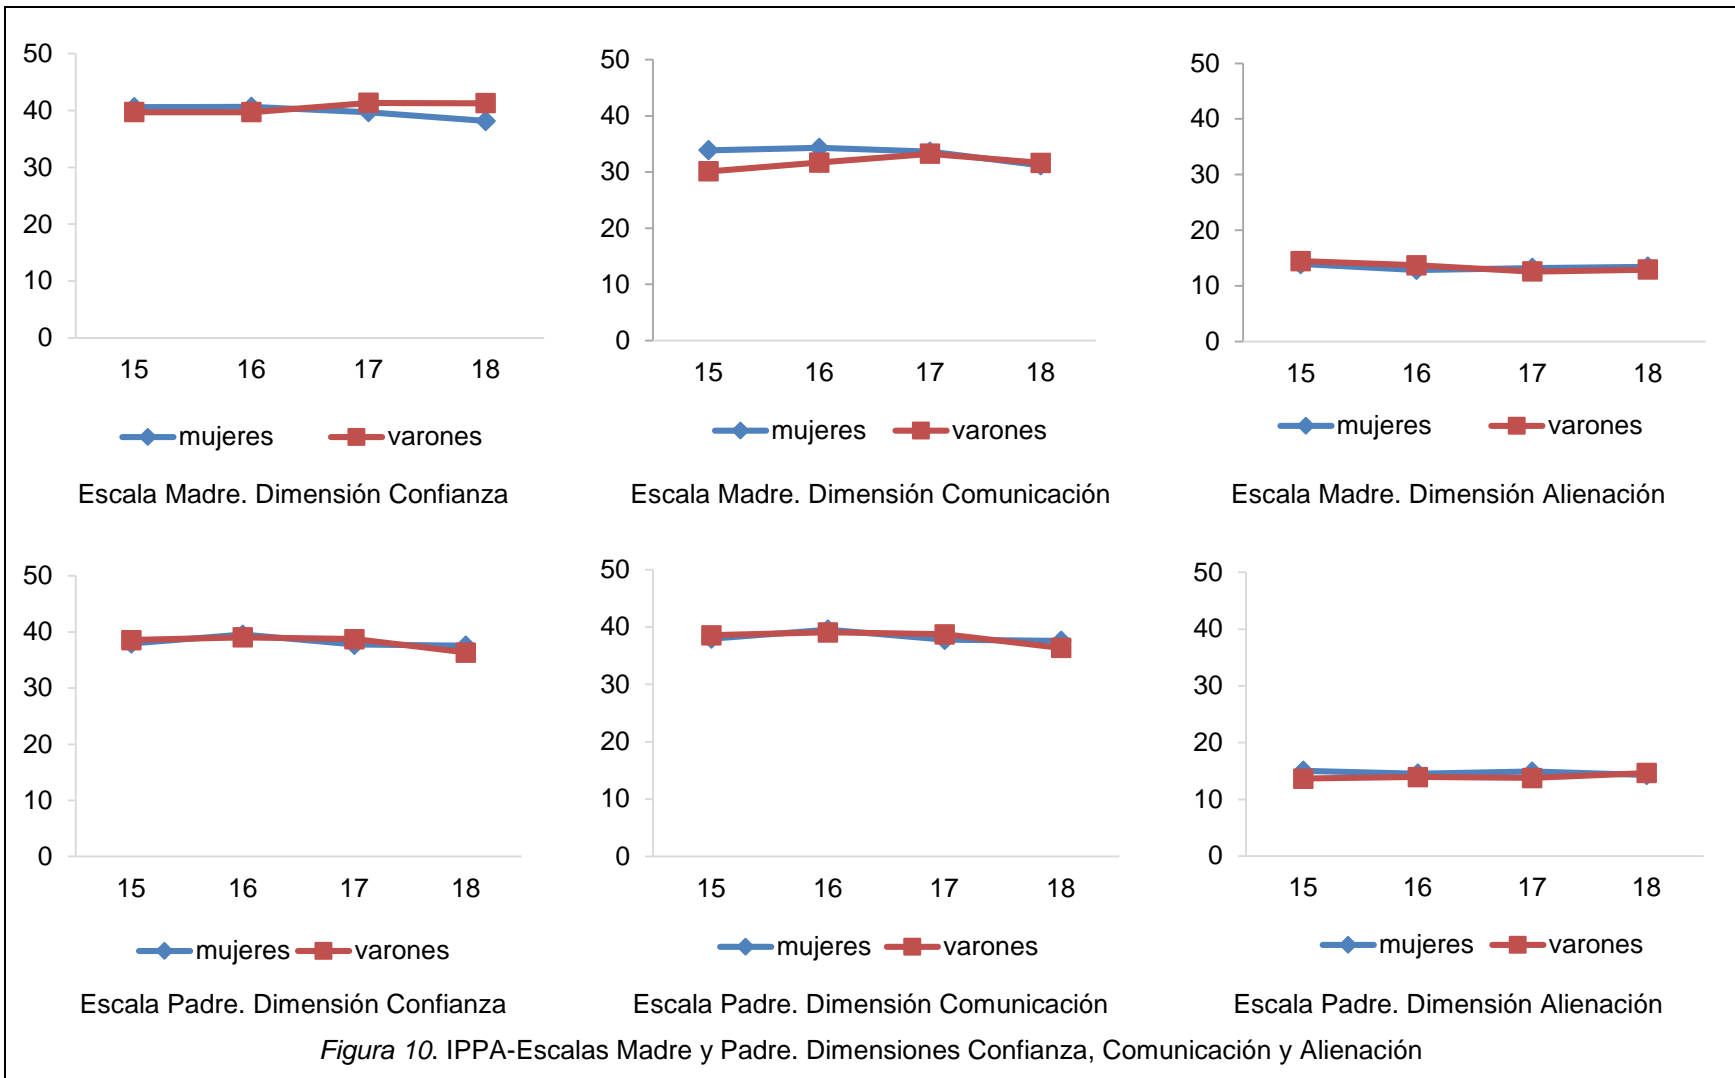 50
40
30
20
10
0
15 16 17 18
mujeres varones
Escala Madre. Dimensión Confianza
50
40
30
20
10
0
15 16 17 18
mujeres varones
Escala Madre. Dimensión Comunicación
50
40
30
20
10
0
15 16 17 18
mujeres varones
Escala Madre. Dimensión Alienación
50
40
30
20
10
0
15 16 17 18
mujeres varones
Escala Padre. Dimensión Confianza
50
40
30
20
10
0
15 16 17 18
mujeres varones
Escala Padre. Dimensión Comunicación
50
40
30
20
10
0
15 16 17 18
mujeres varones
Escala Padre. Dimensión Alienación
Figura 10. IPPA-Escalas Madre y Padre. Dimensiones Confianza, Comunicación y Alienación